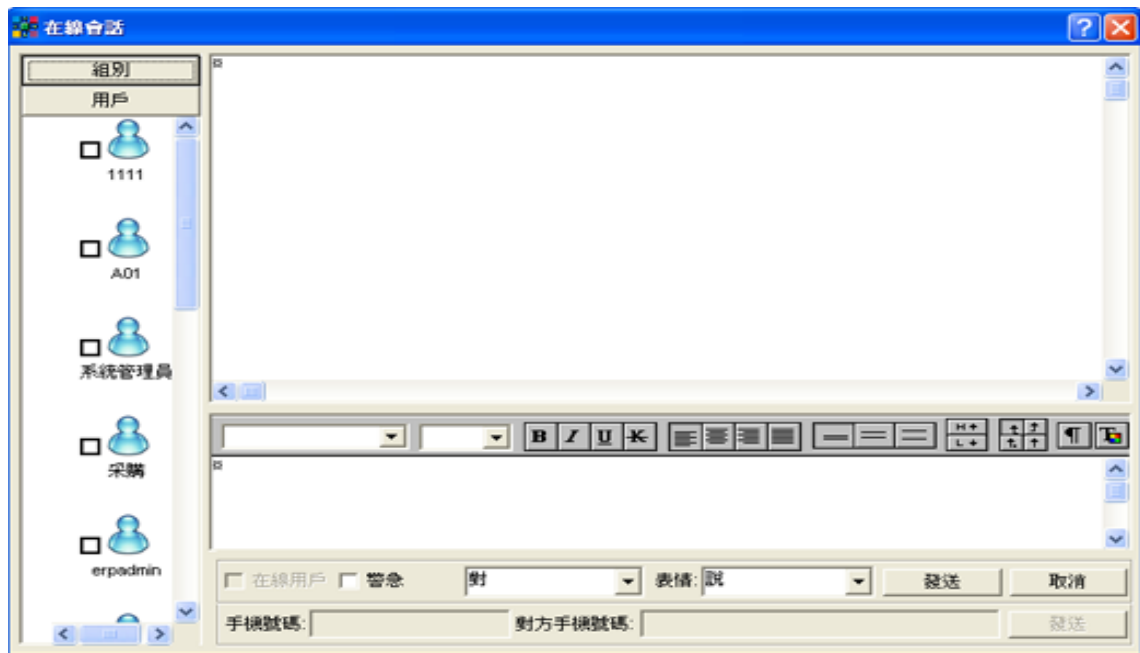 在線會話
組別
用戶
1111
A01
系統管理員
采購
erpadmin
B I U K
H+
L+
¶ T
在線用戶 警急 對 表情: 說 發送 取消
手機號碼: 對方手機號碼: 發送